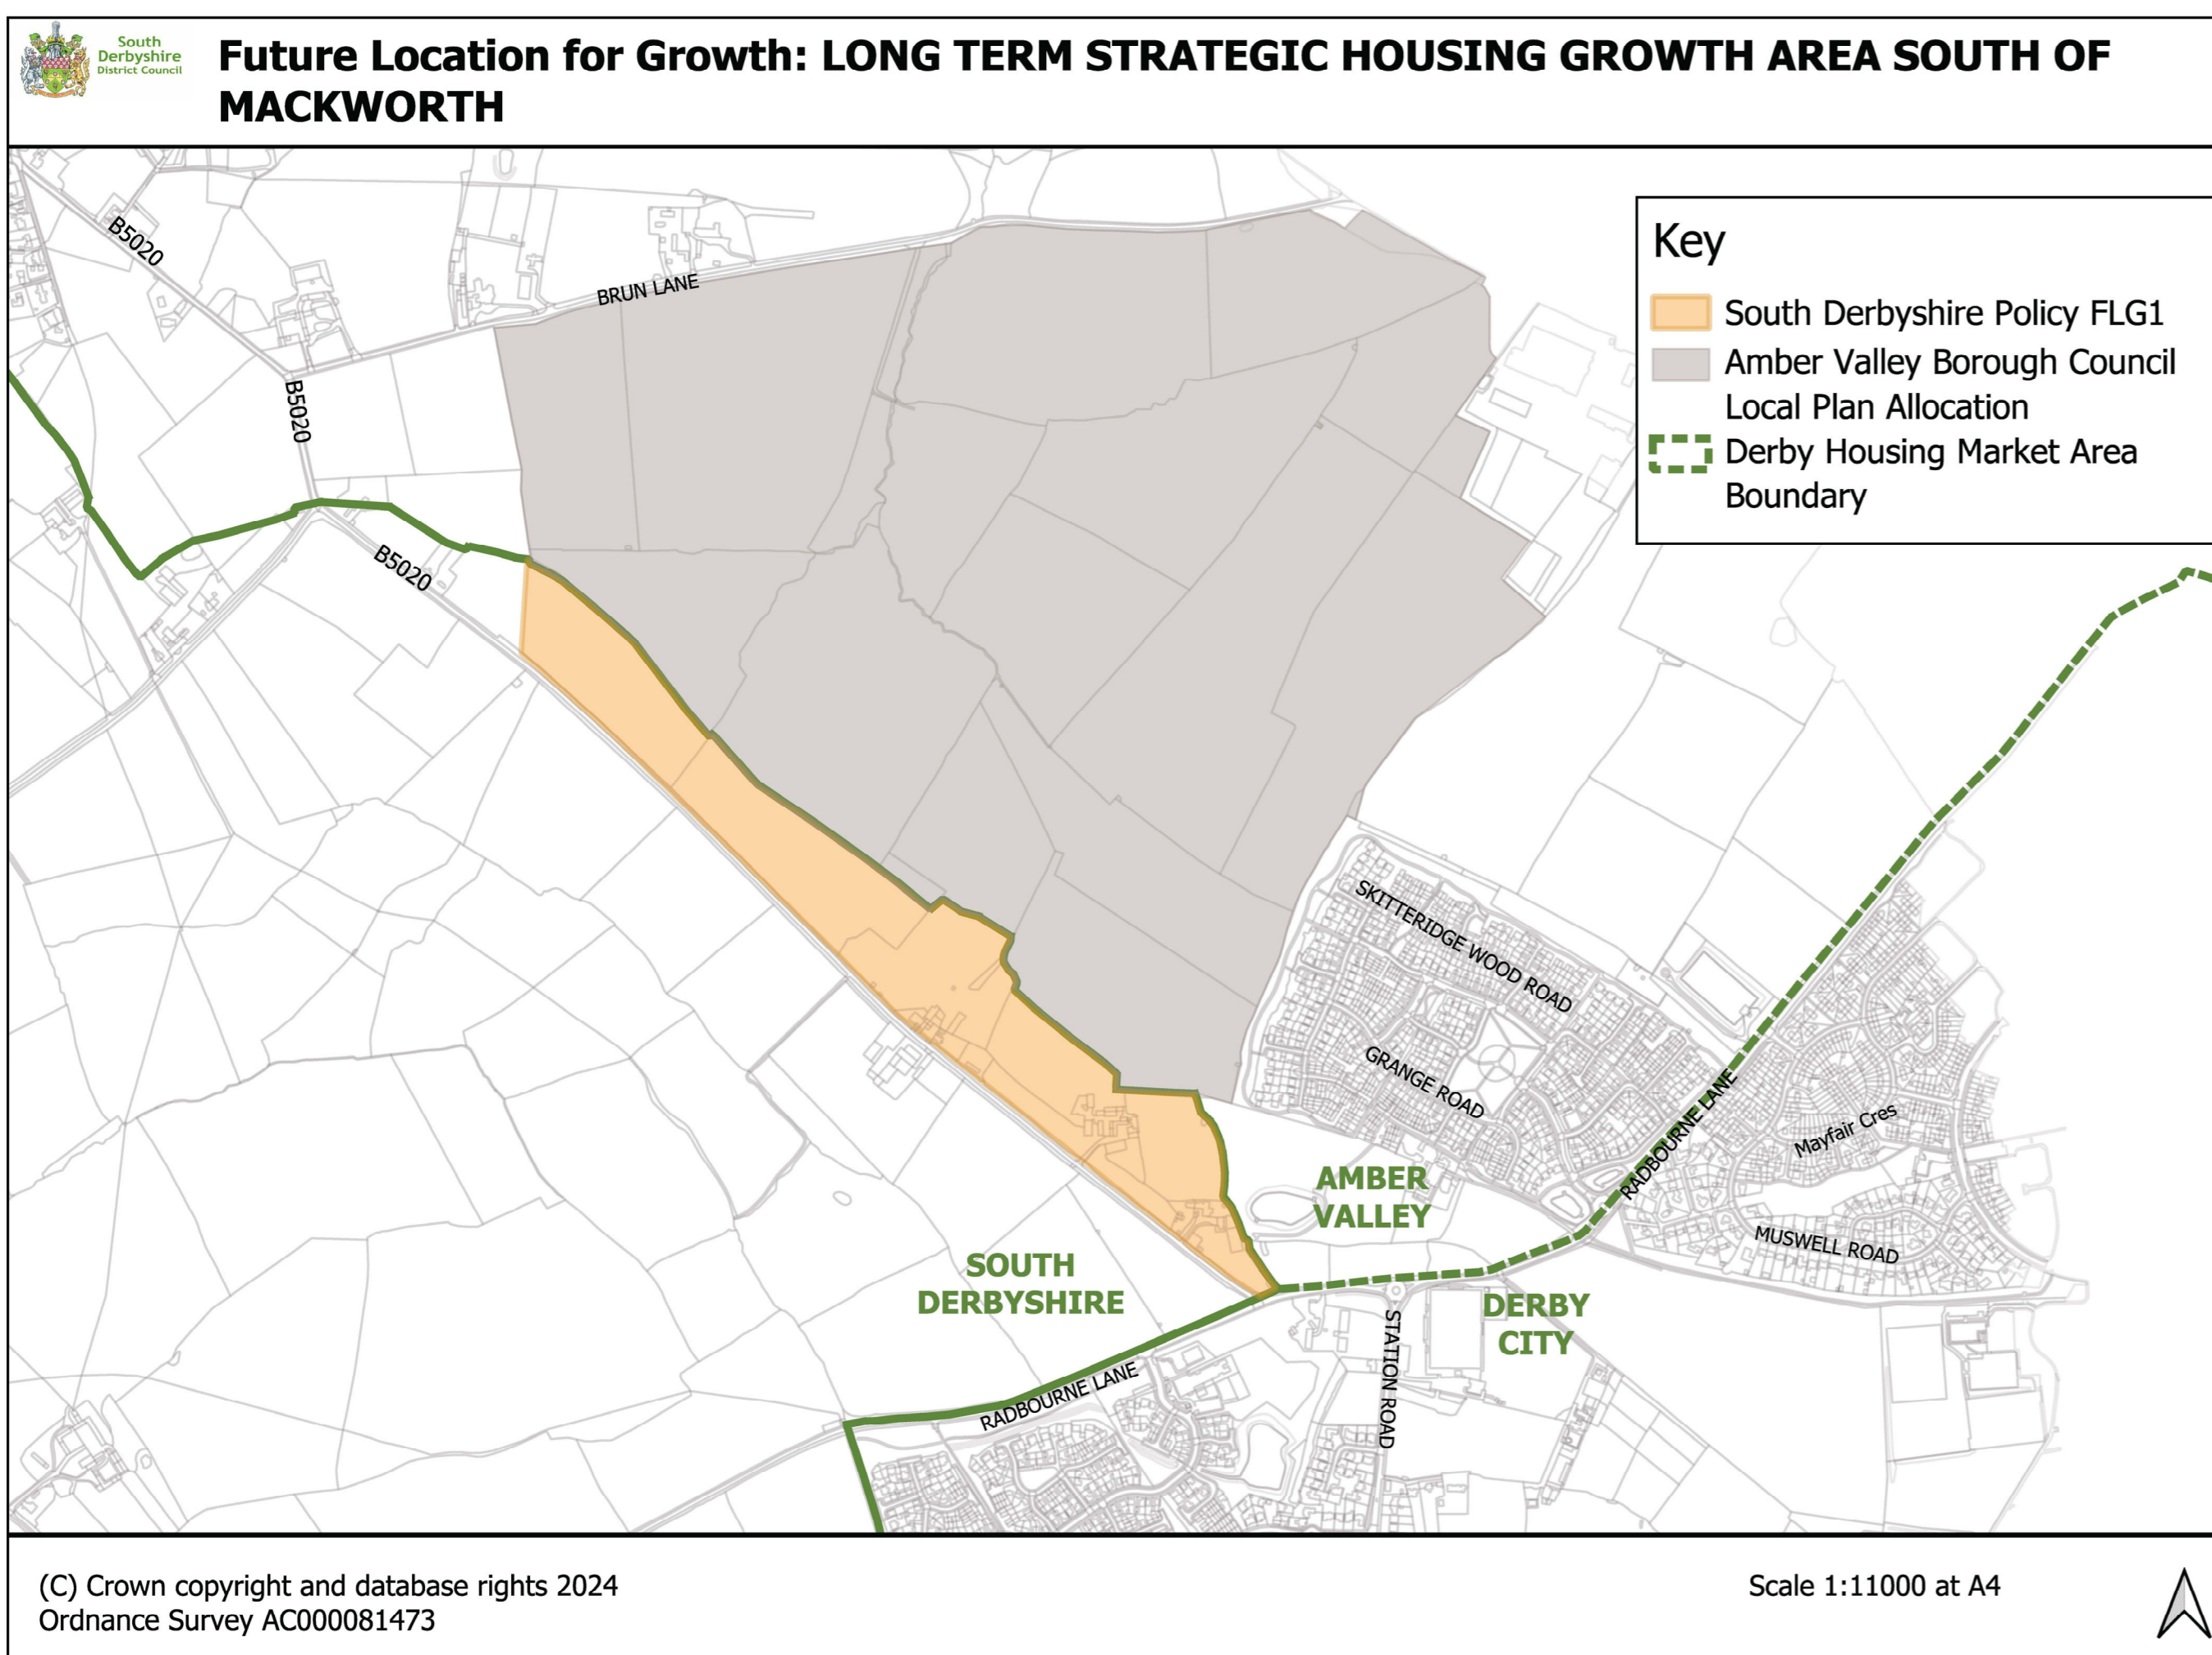 South
Derbyshire
District Council
Future Location for Growth: LONG TERM STRATEGIC HOUSING GROWTH AREA SOUTH OF
MACKWORTH
Key
South Derbyshire Policy FLG1
Amber Valley Borough Council
Local Plan Allocation
Derby Housing Market Area
Boundary
B5020
BRUN LANE
B5020
B5020
SKITTERIDGE WOOD ROAD
GRANGE ROAD
RADBOURNE LANE
Mayfair Cres
MUSWELL ROAD
AMBER
VALLEY
SOUTH
DERBYSHIRE
DERBY
CITY
STATION ROAD
RADBOURNE LANE
(C) Crown copyright and database rights 2024
Ordnance Survey AC000081473
Scale 1:11000 at A4